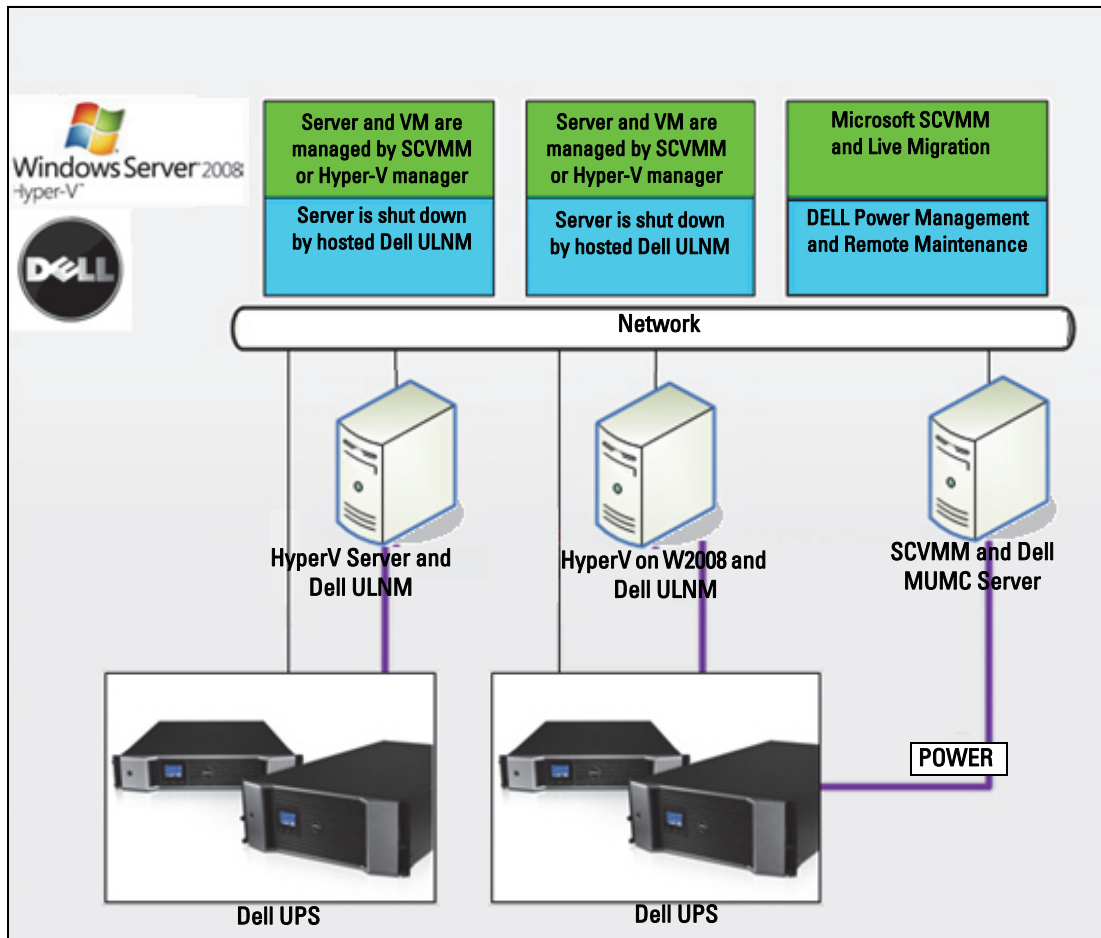 Windows Server 2008
Hyper-V
DELL
Server and VM are
managed by SCVMM
or Hyper-V manager
Server is shut down
by hosted Dell ULNM
Server and VM are
managed by SCVMM
or Hyper-V manager
Server is shut down
by hosted Dell ULNM
Microsoft SCVMM
and Live Migration
DELL Power Management
and Remote Maintenance
Network
HyperV Server and
Dell ULNM
HyperV on W2008 and
Dell ULNM
SCVMM and Dell
MUMC Server
POWER
Dell UPS
Dell UPS